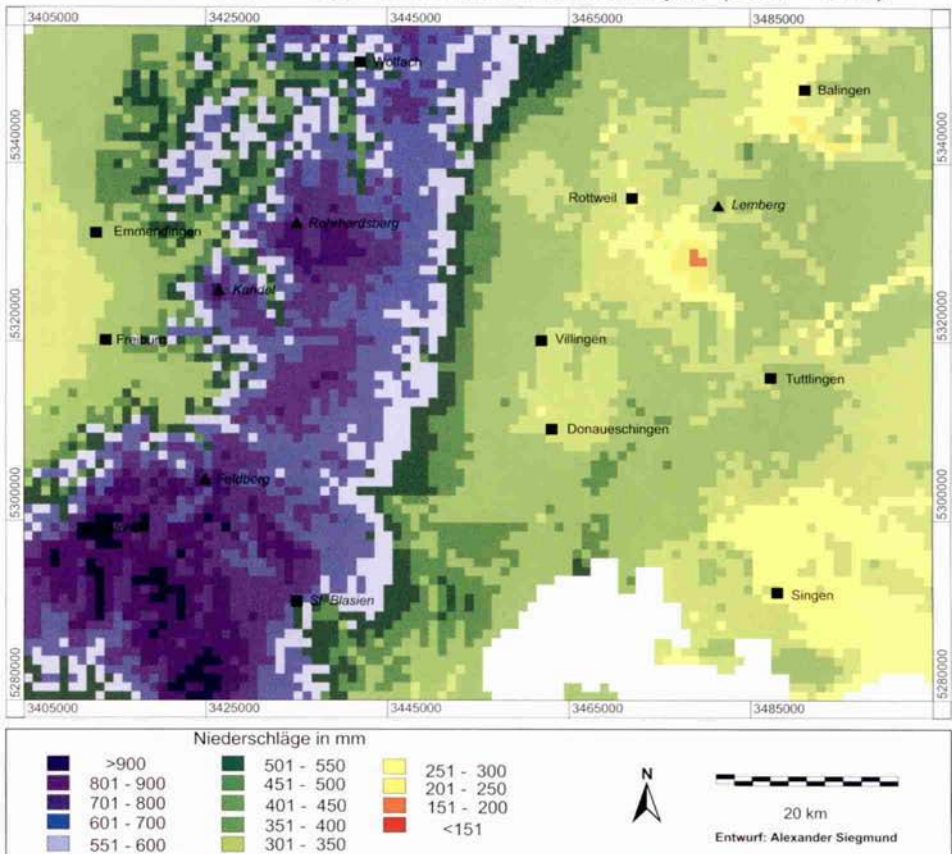 3405000 3425000 3445000 3465000 3485000
5340000
5320000
5300000
5280000
Wolfach
Balingen
Rottweil
Lemberg
Rohrhardsberg
Emmendingen
Kandel
Freiburg
Villingen
Tuttlingen
Donaueschingen
Feldberg
St. Blasien
Singen
5340000
5320000
5300000
5280000
3405000 3425000 3445000 3465000 3485000
Niederschläge in mm
>900
801 - 900
701 - 800
601 - 700
551 - 600
501 - 550
451 - 500
401 - 450
351 - 400
301 - 350
251 - 300
201 - 250
151 - 200
<151
N
20 km
Entwurf: Alexander Siegmund